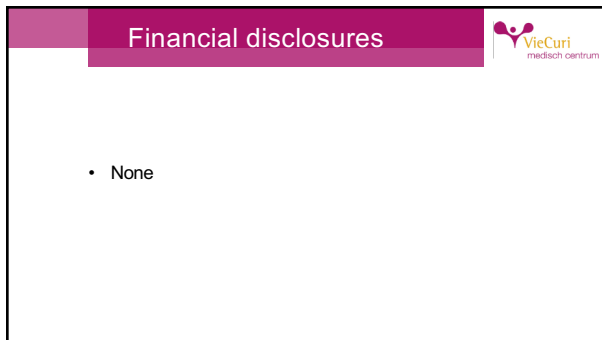 Financial disclosures
VieCuri
medisch centrum
• None